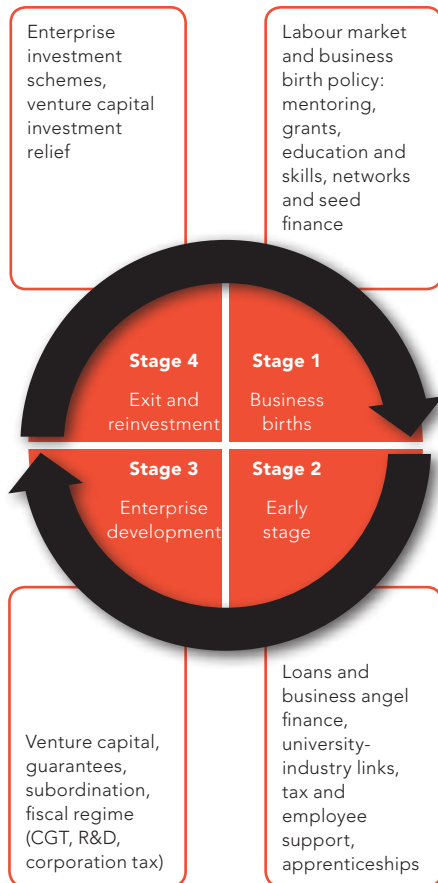 Enterprise
investment
schemes,
venture capital
investment
relief
Labour market
and business
birth policy:
mentoring,
grants,
education and
skills, networks
and seed
finance
Stage 4
Exit and
reinvestment
Stage 1
Business
births
Stage 3
Enterprise
development
Stage 2
Early
stage
Venture capital,
guarantees,
subordination,
fiscal regime
(CGT, R&D,
corporation tax)
Loans and
business angel
finance,
university-
industry links,
tax and
employee
support,
apprenticeships